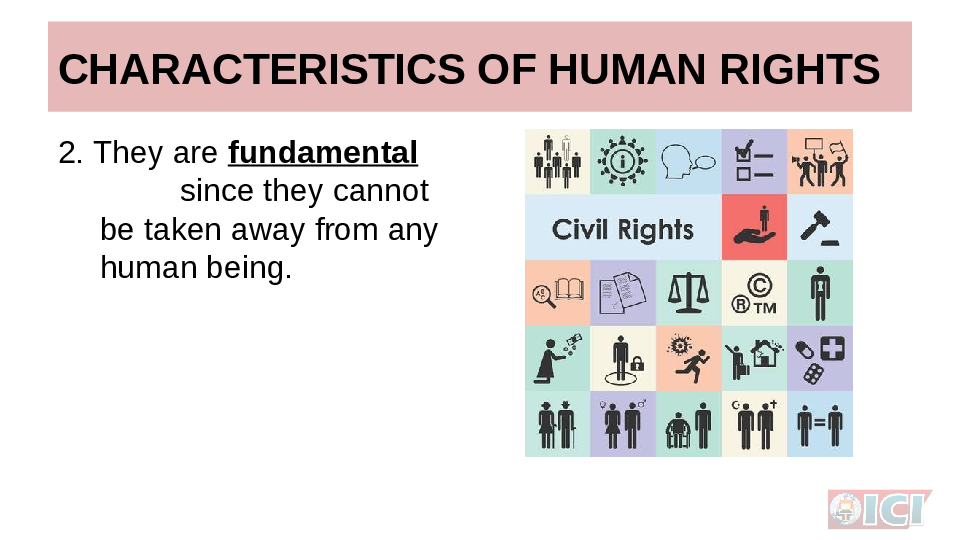 CHARACTERISTICS OF HUMAN RIGHTS
2. They are fundamental
since they cannot
be taken away from any
human being.
Civil Rights
C
R TM
ICI